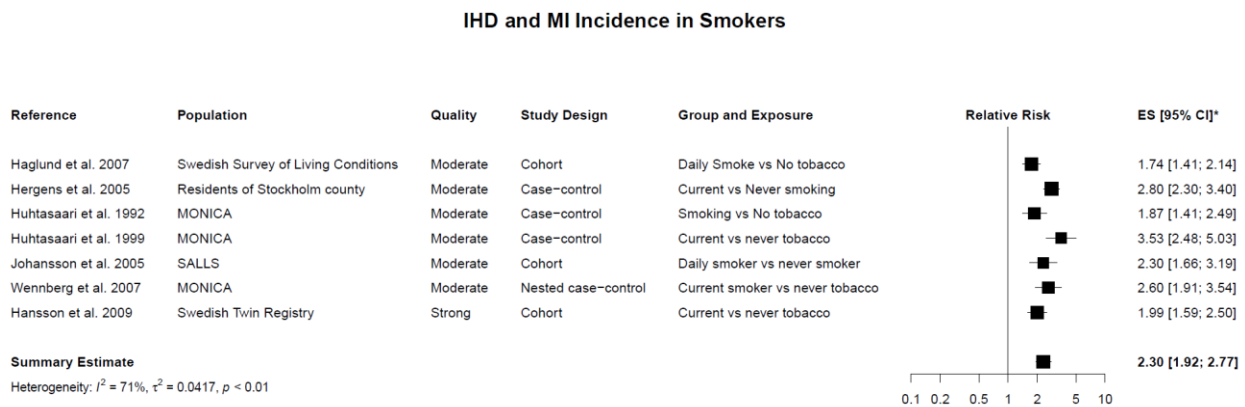 IHD and MI Incidence in Smokers
Reference Population Quality Study Design Group and Exposure Relative Risk ES [95% CI]*
Haglund et al. 2007 Swedish Survey of Living Conditions Moderate Cohort Daily Smoke vs No tobacco 1.74 [1.41; 2.14]
Hergens et al. 2005 Residents of Stockholm county Moderate Case−control Current vs Never smoking 2.80 [2.30; 3.40]
Huhtasaari et al. 1992 MONICA Moderate Case−control Smoking vs No tobacco 1.87 [1.41; 2.49]
Huhtasaari et al. 1999 MONICA Moderate Case−control Current vs never tobacco 3.53 [2.48; 5.03]
Johansson et al. 2005 SALLS Moderate Cohort Daily smoker vs never smoker 2.30 [1.66; 3.19]
Wennberg et al. 2007 MONICA Moderate Nested case−control Current smoker vs never tobacco 2.60 [1.91; 3.54]
Hansson et al. 2009 Swedish Twin Registry Strong Cohort Current vs never tobacco 1.99 [1.59; 2.50]
Summary Estimate 2.30 [1.92; 2.77]
Heterogeneity: I² = 71%, τ² = 0.0417, p < 0.01
0.1 0.2 0.5 1 2 5 10